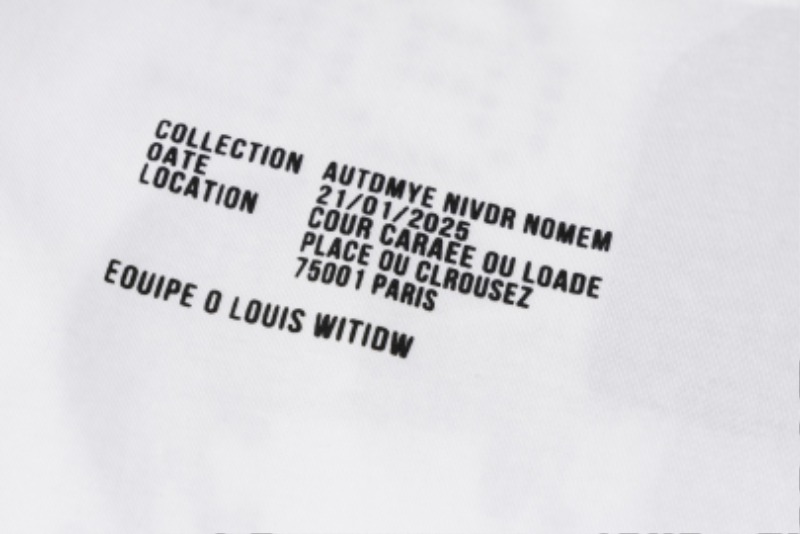 COLLECTION AUTDMYE NIVDR NOMEM
OATE 21/01/2025
LOCATION COUR CARAEE OU LOADE
PLACE OU CLROUSEZ
75001 PARIS
EQUIPE O LOUIS WITIDW